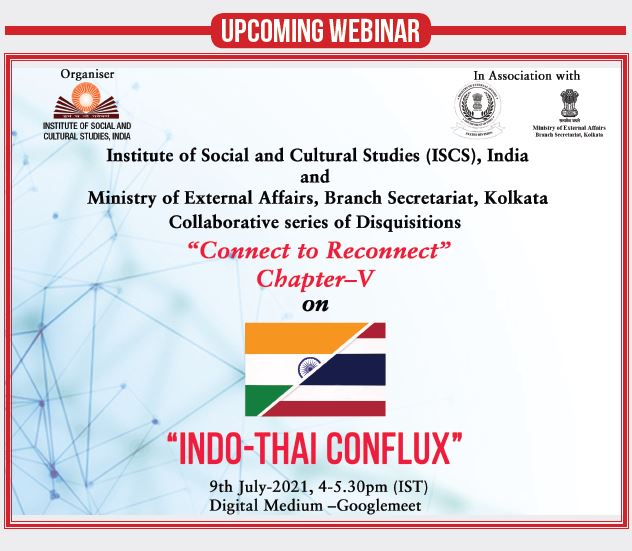 UPCOMING WEBINAR
Organiser
INSTITUTE OF SOCIAL AND
CULTURAL STUDIES, INDIA
In Association with
Ministry of External Affairs
Branch Secretariat, Kolkata
Institute of Social and Cultural Studies (ISCS), India
and
Ministry of External Affairs, Branch Secretariat, Kolkata
Collaborative series of Disquisitions
“Connect to Reconnect”
Chapter–V
on
“INDO-THAI CONFLUX”
9th July-2021, 4-5.30pm (IST)
Digital Medium –Googlemeet